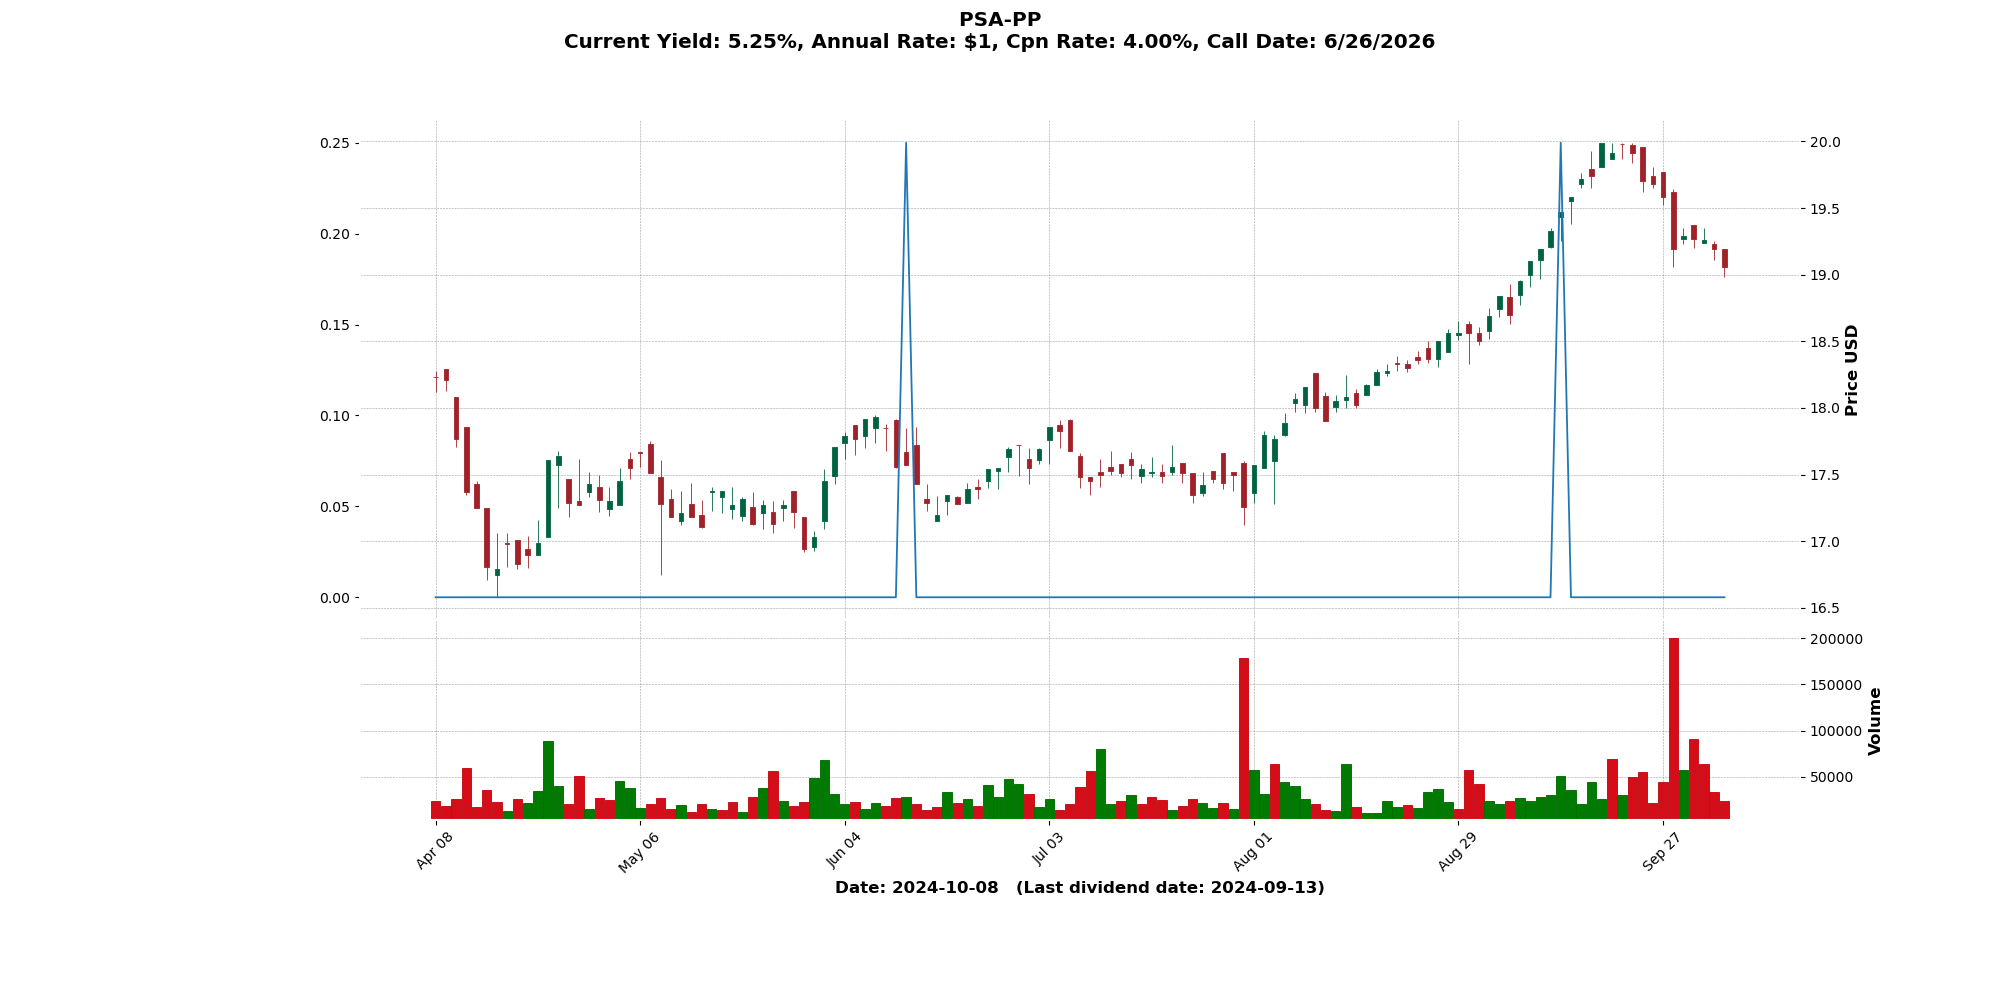 PSA-PP
Current Yield: 5.25%, Annual Rate: $1, Cpn Rate: 4.00%, Call Date: 6/26/2026
0.25
0.20
0.15
0.10
0.05
0.00
20.0
19.5
19.0
18.5
18.0
17.5
17.0
16.5
Price USD
200000
150000
100000
50000
Volume
Apr 08
May 06
Jun 04
Jul 03
Aug 01
Aug 29
Sep 27
Date: 2024-10-08 (Last dividend date: 2024-09-13)